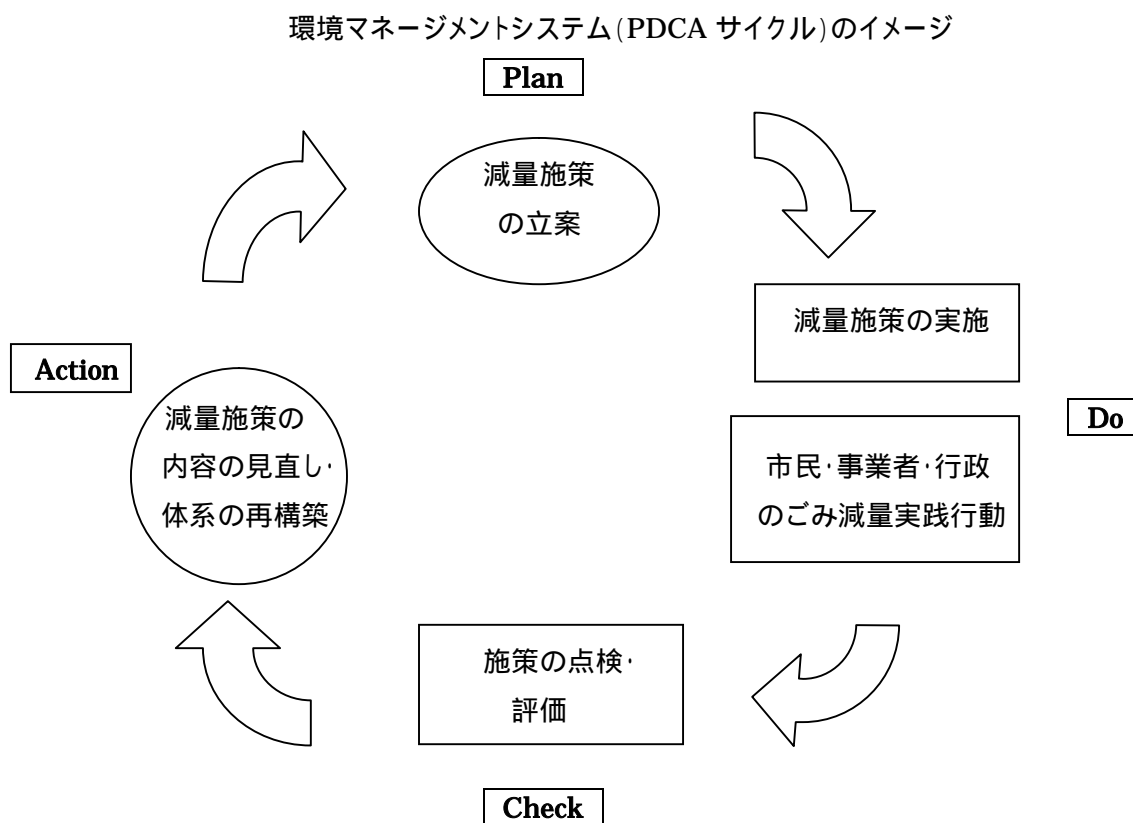 環境マネージメントシステム(PDCA サイクル)のイメージ
Plan
減量施策
の立案
減量施策の実施
Do
市民・事業者・行政
のごみ減量実践行動
施策の点検・
評価
Check
Action
減量施策の
内容の見直し・
体系の再構築